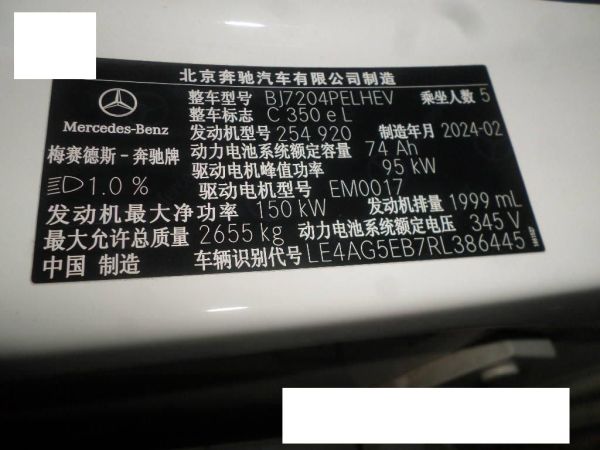 北京奔驰汽车有限公司制造
整车型号 BJ7204PELHEV 乘坐人数 5
整车标志 C 350 e L
Mercedes-Benz 发动机型号 254 920 制造年月 2024-02
梅赛德斯－奔驰牌 动力电池系统额定容量 74 Ah
驱动电机峰值功率 95 kW
1.0 % 驱动电机型号 EM0017
发动机最大净功率 150 kW 发动机排量 1999 mL
最大允许总质量 2655 kg 动力电池系统额定电压 345 V
中国 制造 车辆识别代号 LE4AG5EB7RL386445